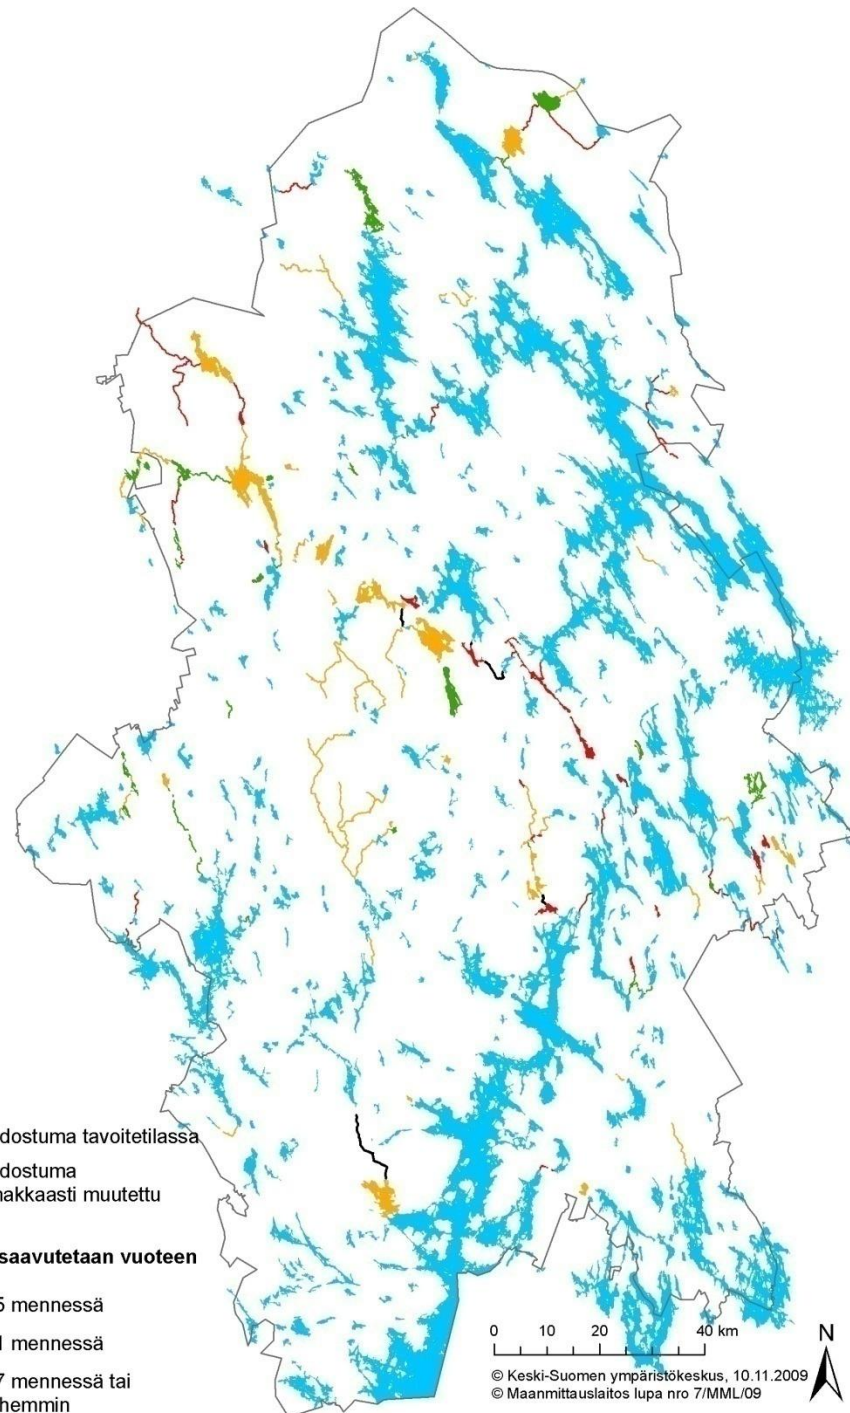 dostuma tavoitetilassa
dostuma
nakkaasti muutettu
saavutetaan vuoteen
5 mennessä
1 mennessä
7 mennessä tai
hemmin
0 10 20 40 km
N
© Keski-Suomen ympäristökeskus, 10.11.2009
© Maanmittauslaitos lupa nro 7/MML/09